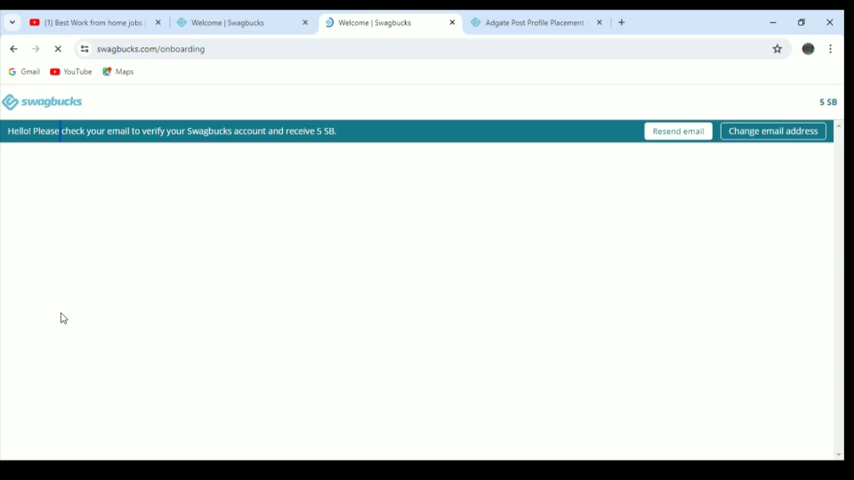 (1) Best Work from home jobs |
Welcome | Swagbucks
Welcome | Swagbucks
Adgate Post Profile Placement
swagbucks.com/onboarding
Gmail
YouTube
Maps
swagbucks
5 SB
Hello! Please check your email to verify your Swagbucks account and receive 5 SB.
Resend email
Change email address